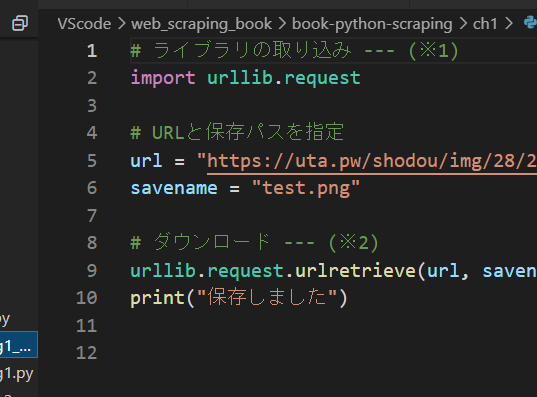 VScode > web_scraping_book > book-python-scraping > ch1 >
1 # ライブラリの取り込み --- (※1)
2 import urllib.request
3
4 # URLと保存パスを指定
5 url = "https://uta.pw/shodou/img/28/2
6 savename = "test.png"
7
8 # ダウンロード --- (※2)
9 urllib.request.urlretrieve(url, saven
10 print("保存しました")
11
12
py
g1_...
g1.py